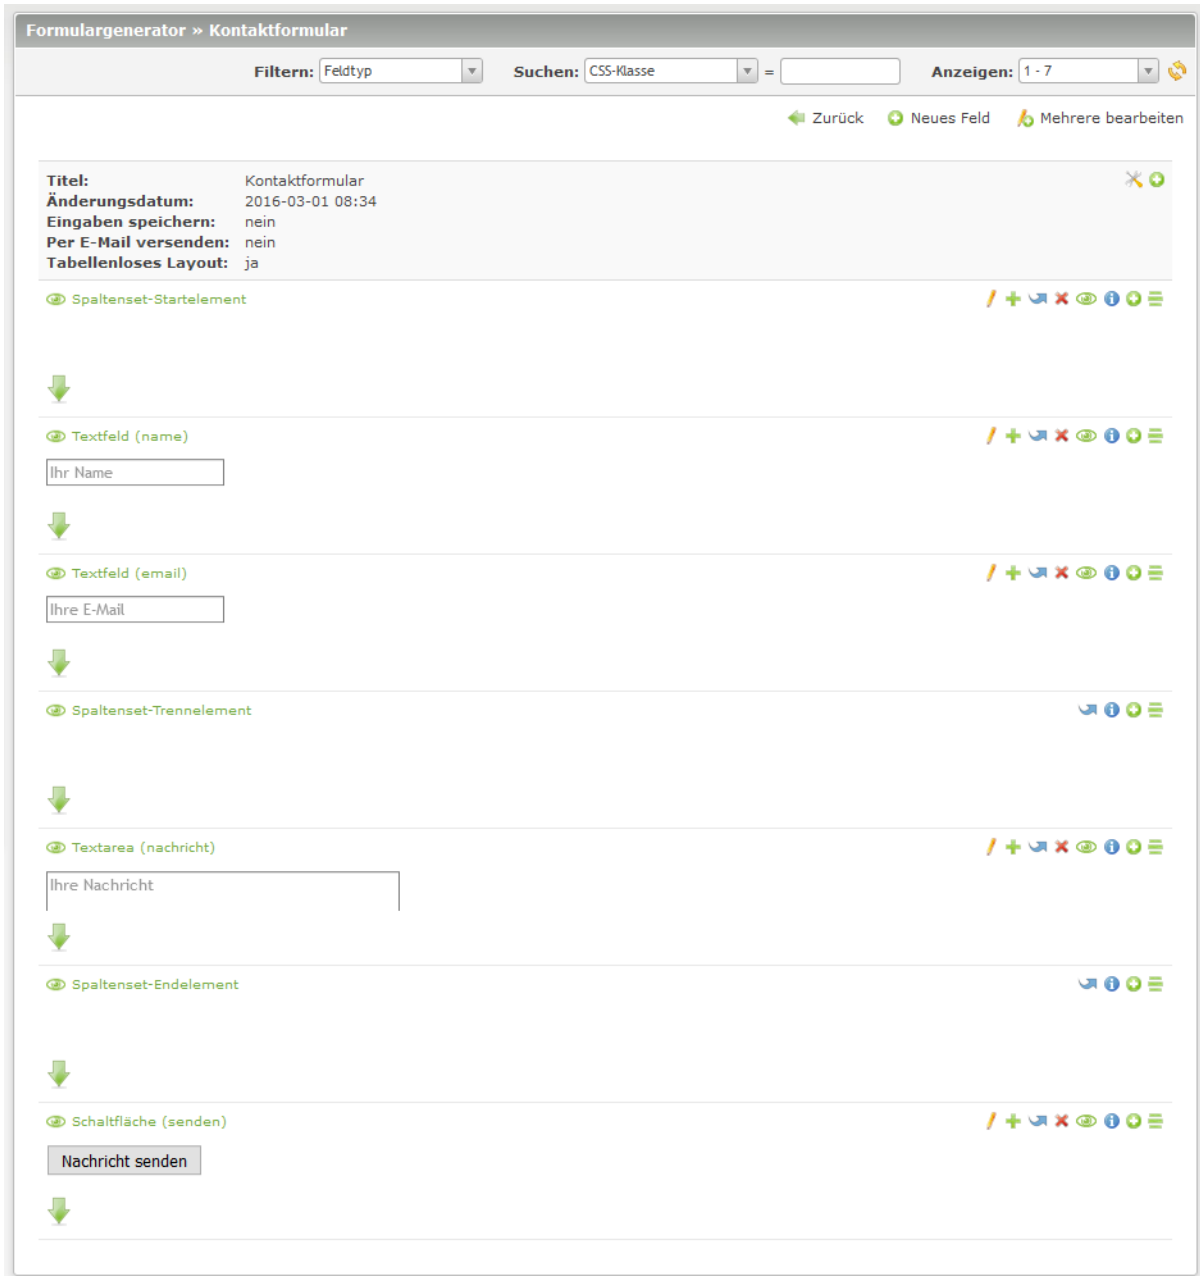 Formulargenerator » Kontaktformular
Filtern: Feldtyp Suchen: CSS-Klasse = Anzeigen: 1 - 7
Zurück Neues Feld Mehrere bearbeiten
Titel: Kontaktformular
Änderungsdatum: 2016-03-01 08:34
Eingaben speichern: nein
Per E-Mail versenden: nein
Tabellenloses Layout: ja
Spaltenset-Startelement
Textfeld (name)
Ihr Name
Textfeld (email)
Ihre E-Mail
Spaltenset-Trennelement
Textarea (nachricht)
Ihre Nachricht
Spaltenset-Endelement
Schaltfläche (senden)
Nachricht senden